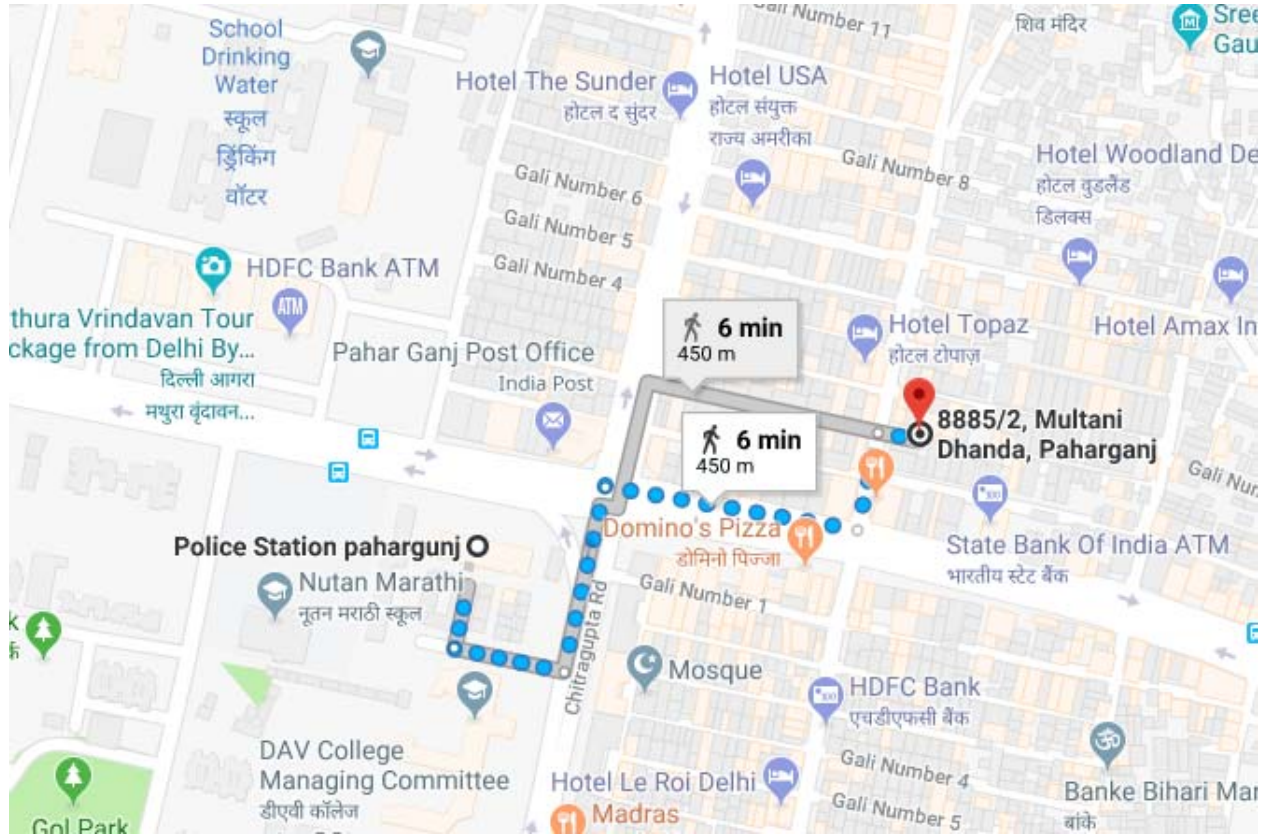 Gali Number 11
शिव मंदिर
Sree
Gau
School
Drinking
Water
स्कूल
ड्रिंकिंग
वॉटर
Hotel The Sunder
होटल द सुंदर
Hotel USA
होटल संयुक्त
राज्य अमरीका
Gali Number 8
Hotel Woodland De
होटल वुडलैंड
डिलक्स
Gali Number 6
Gali Number 5
Gali Number 4
HDFC Bank ATM
ATM
thura Vrindavan Tour
ckage from Delhi By...
दिल्ली आगरा
मथुरा वृंदावन...
Pahar Ganj Post Office
India Post
6 min
450 m
Hotel Topaz
होटल टोपाज़
Hotel Amax In
6 min
450 m
8885/2, Multani
Dhanda, Paharganj
Gali Num
Police Station pahargunj
Domino's Pizza
डोमिनो पिज्जा
State Bank Of India ATM
भारतीय स्टेट बैंक
Nutan Marathi
नूतन मराठी स्कूल
k
र्क
Gali Number 1
Chitragupta Rd
Mosque
HDFC Bank
एचडीएफसी बैंक
DAV College
Managing Committee
डीएवी कॉलेज
Hotel Le Roi Delhi
Madras
Gali Number 4
Gali Number 5
Banke Bihari Mar
बांके
Gol Park